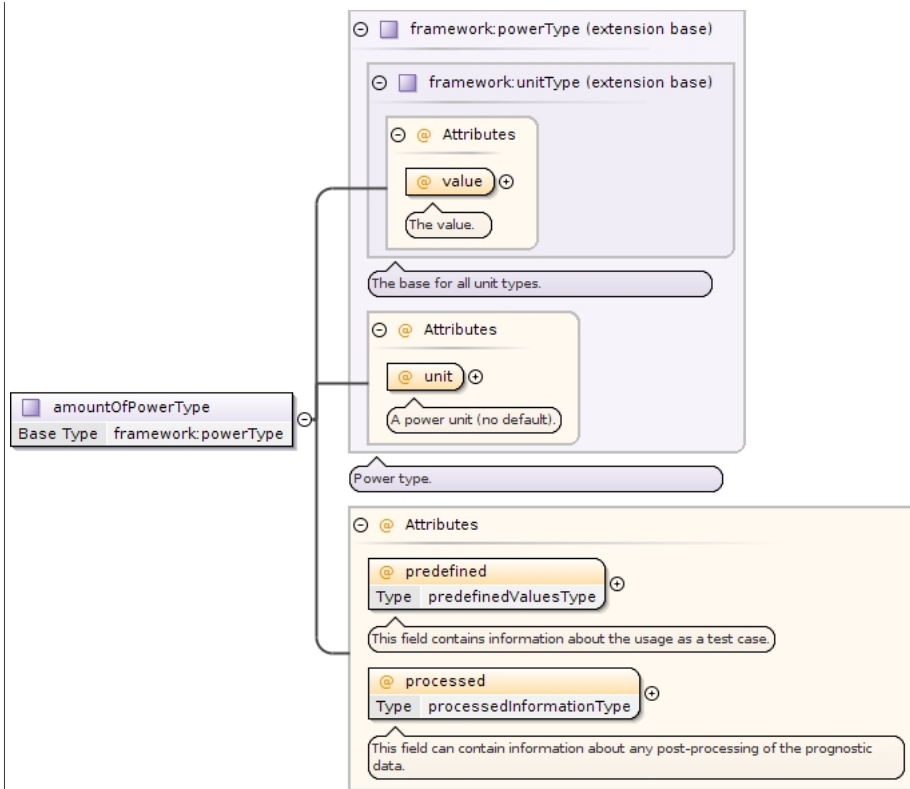 framework:powerType (extension base)
framework:unitType (extension base)
@ Attributes
@ value
The value.
The base for all unit types.
@ Attributes
@ unit
A power unit (no default).
amountOfPowerType
Base Type framework:powerType
Power type.
@ Attributes
@ predefined
Type predefinedValuesType
This field contains information about the usage as a test case.
@ processed
Type processedInformationType
This field can contain information about any post-processing of the prognostic
data.